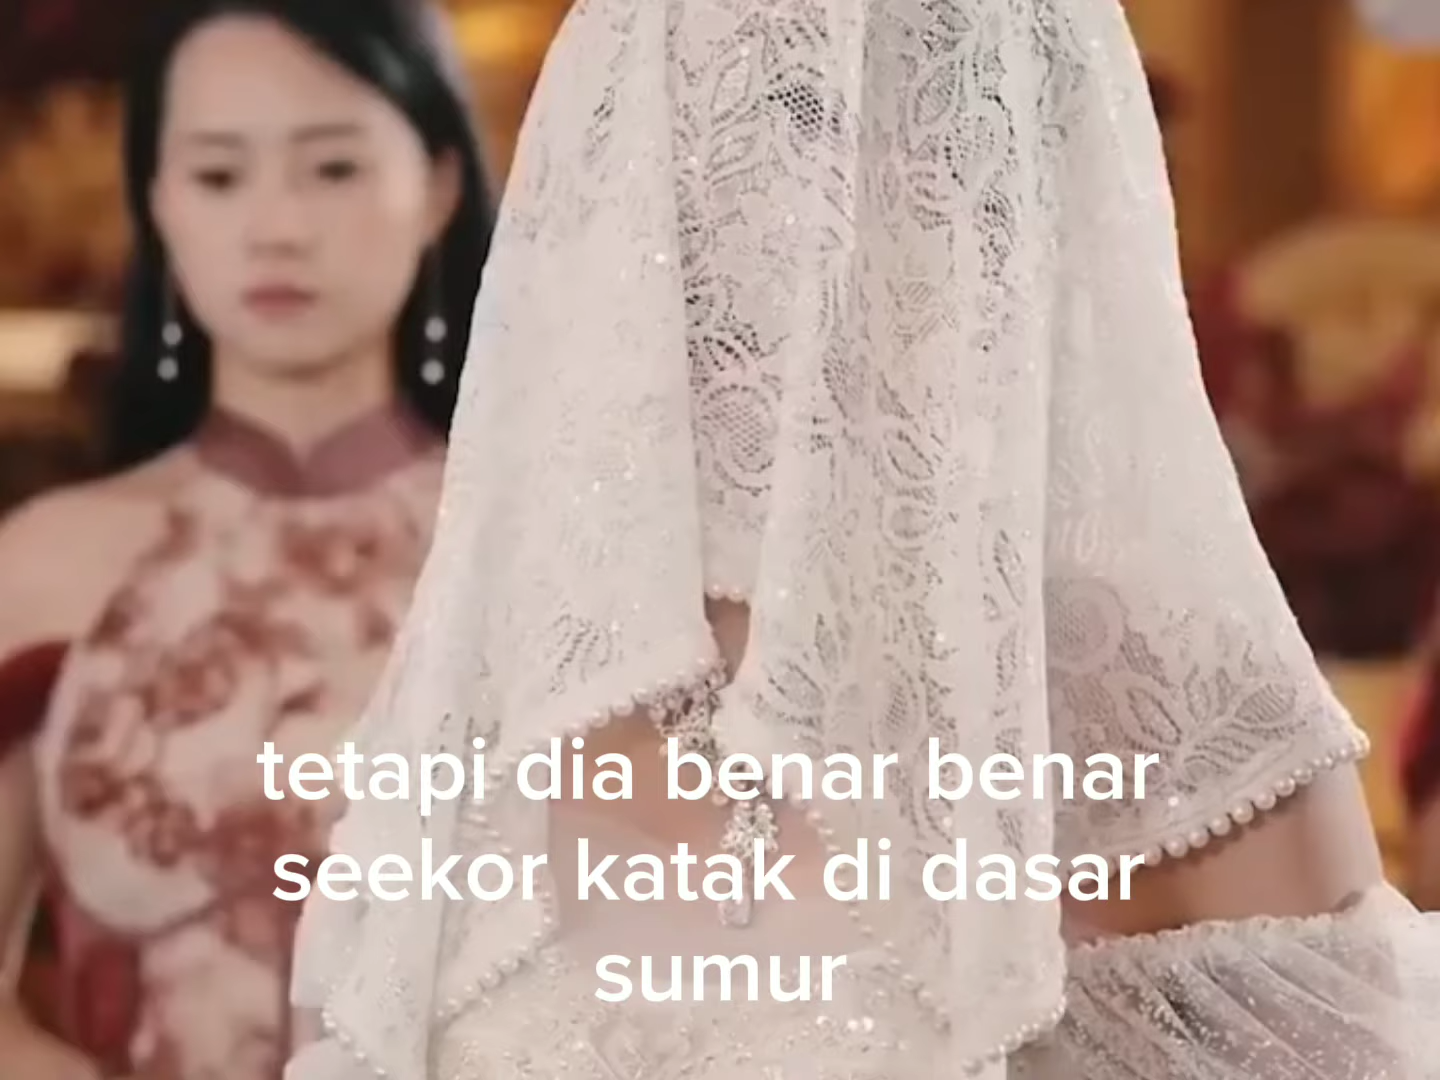 tetapi dia benar benar
seekor katak di dasar
sumur